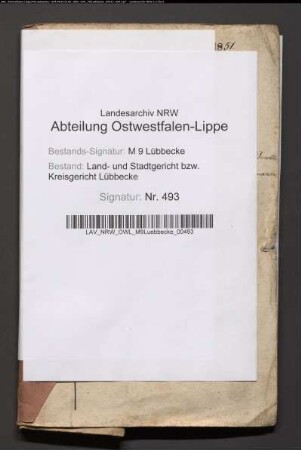 851
Landesarchiv NRW
Abteilung Ostwestfalen-Lippe
Bestands-Signatur: M 9 Lübbecke
Bestand: Land- und Stadtgericht bzw.
Kreisgericht Lübbecke
Signatur: Nr. 493
LAV_NRW_OWL_M9Luebbecke_00493